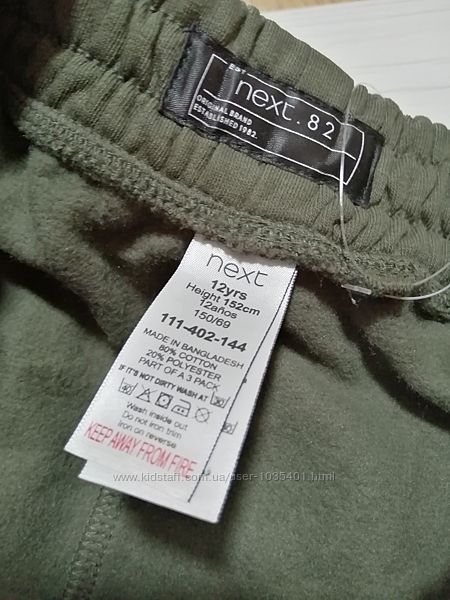 EST
next. 82
ORIGINAL BRAND
ESTABLISHED 1982.
next
12yrs
Height 152cm
12años
150/69
111-402-144
MADE IN BANGLADESH
80% COTTON
20% POLYESTER
PART OF A 3 PACK
IF IT'S NOT DIRTY WASH AT
Wash inside out
Do not iron trim
Iron on reverse
KEEP AWAY FROM FIRE
www.kidstaff.com.ua/user-1035401.html